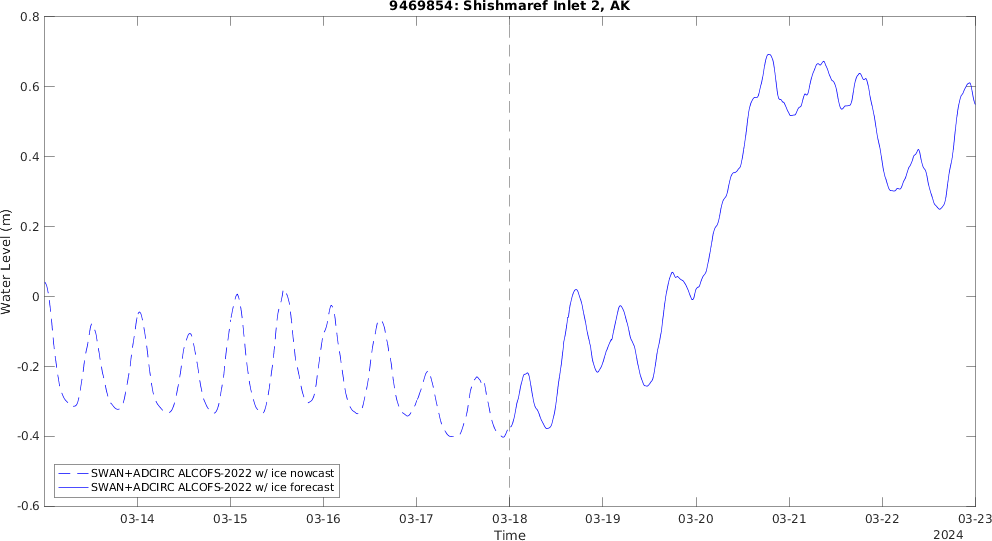 9469854: Shishmaref Inlet 2, AK
Water Level (m)
0.8
0.6
0.4
0.2
0
-0.2
-0.4
-0.6
SWAN+ADCIRC ALCOFS-2022 w/ ice nowcast
SWAN+ADCIRC ALCOFS-2022 w/ ice forecast
03-14 03-15 03-16 03-17 03-18 03-19 03-20 03-21 03-22 03-23
Time
2024